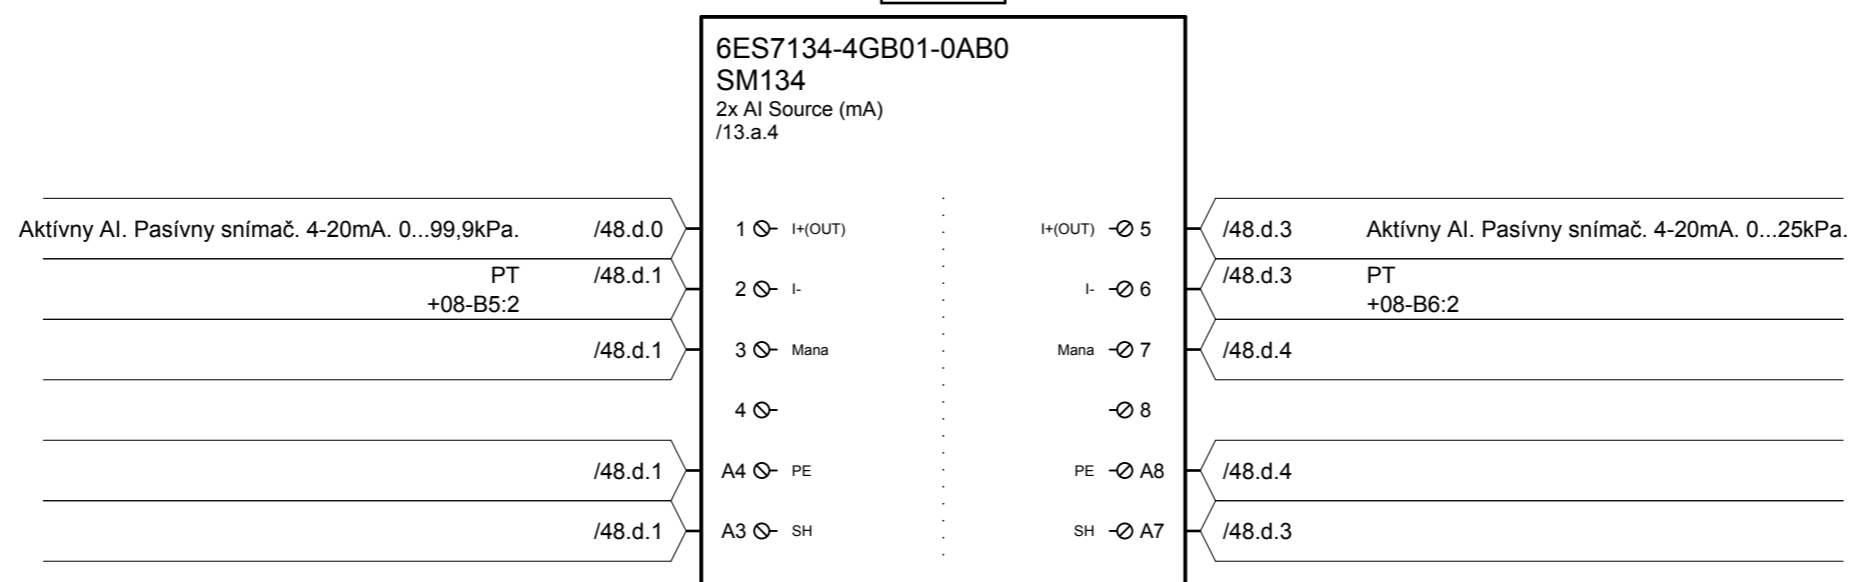 6ES7134-4GB01-0AB0
SM134
2x AI Source (mA)
/13.a.4
Aktívny AI. Pasívny snímač. 4-20mA. 0...99,9kPa. /48.d.0 1 I+(OUT) I+(OUT) 5 /48.d.3 Aktívny AI. Pasívny snímač. 4-20mA. 0...25kPa.
PT /48.d.1 2 I- I- 6 /48.d.3 PT
+08-B5:2 +08-B6:2
/48.d.1 3 Mana Mana 7 /48.d.4
4 8
/48.d.1 A4 PE PE A8 /48.d.4
/48.d.1 A3 SH SH A7 /48.d.3